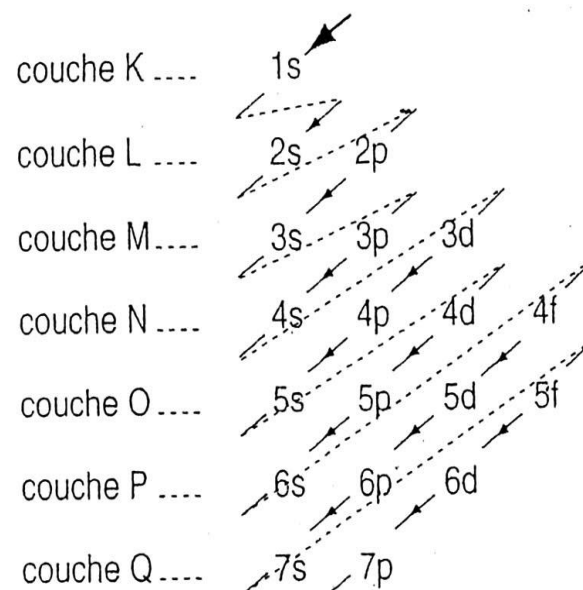 couche K .... 1s
couche L .... 2s 2p
couche M .... 3s 3p 3d
couche N .... 4s 4p 4d 4f
couche O .... 5s 5p 5d 5f
couche P .... 6s 6p 6d
couche Q .... 7s 7p